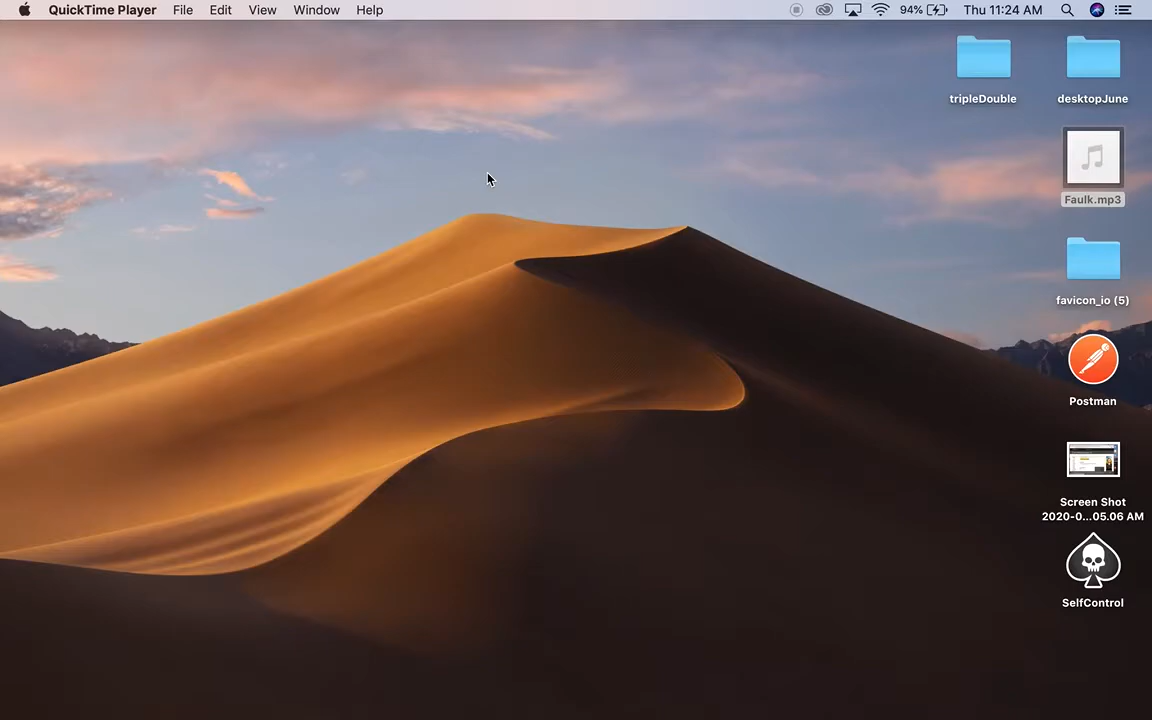 QuickTime Player File Edit View Window Help 94% Thu 11:24 AM
tripleDouble desktopJune
Faulk.mp3
favicon_io (5)
Postman
Screen Shot
2020-0...05.06 AM
SelfControl